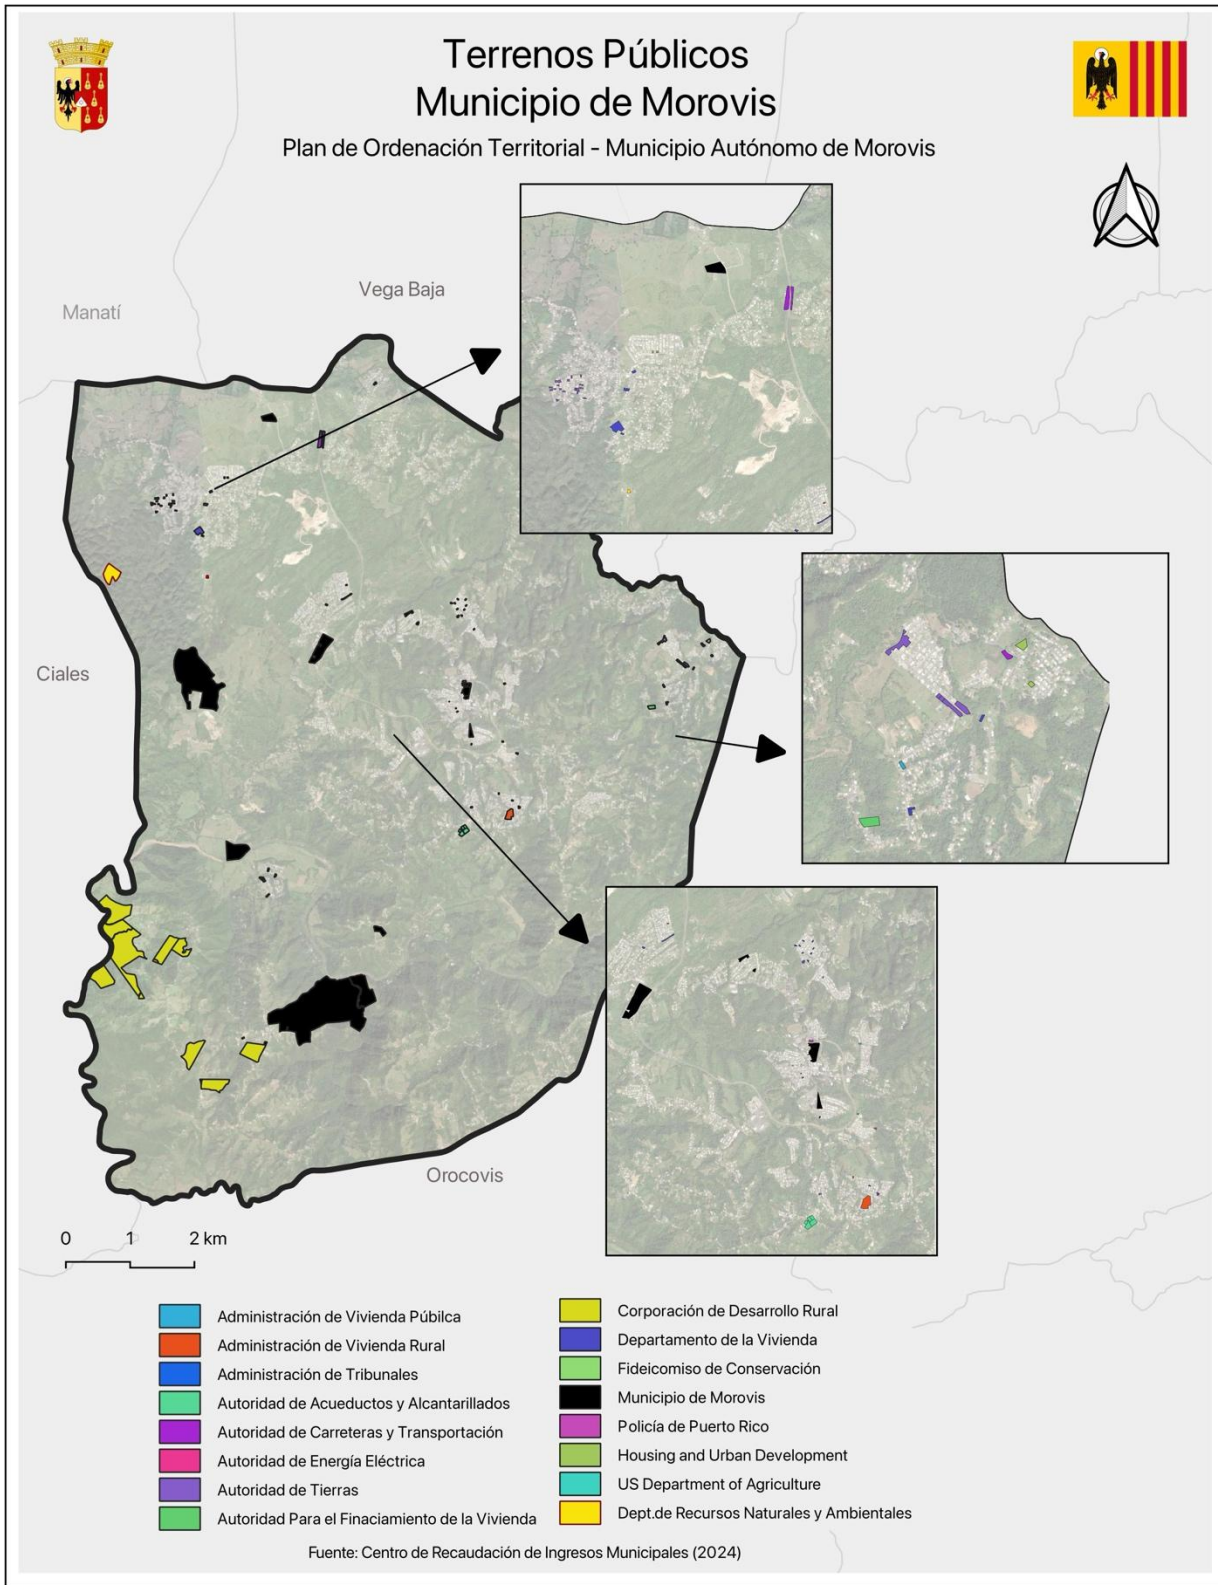 Terrenos Públicos
Municipio de Morovis
Plan de Ordenación Territorial - Municipio Autónomo de Morovis
Vega Baja
Manatí
Ciales
Orocovis
0 1 2 km
Administración de Vivienda Púbilca
Administración de Vivienda Rural
Administración de Tribunales
Autoridad de Acueductos y Alcantarillados
Autoridad de Carreteras y Transportación
Autoridad de Energía Eléctrica
Autoridad de Tierras
Autoridad Para el Finaciamiento de la Vivienda
Corporación de Desarrollo Rural
Departamento de la Vivienda
Fideicomiso de Conservación
Municipio de Morovis
Policía de Puerto Rico
Housing and Urban Development
US Department of Agriculture
Dept.de Recursos Naturales y Ambientales
Fuente: Centro de Recaudación de Ingresos Municipales (2024)